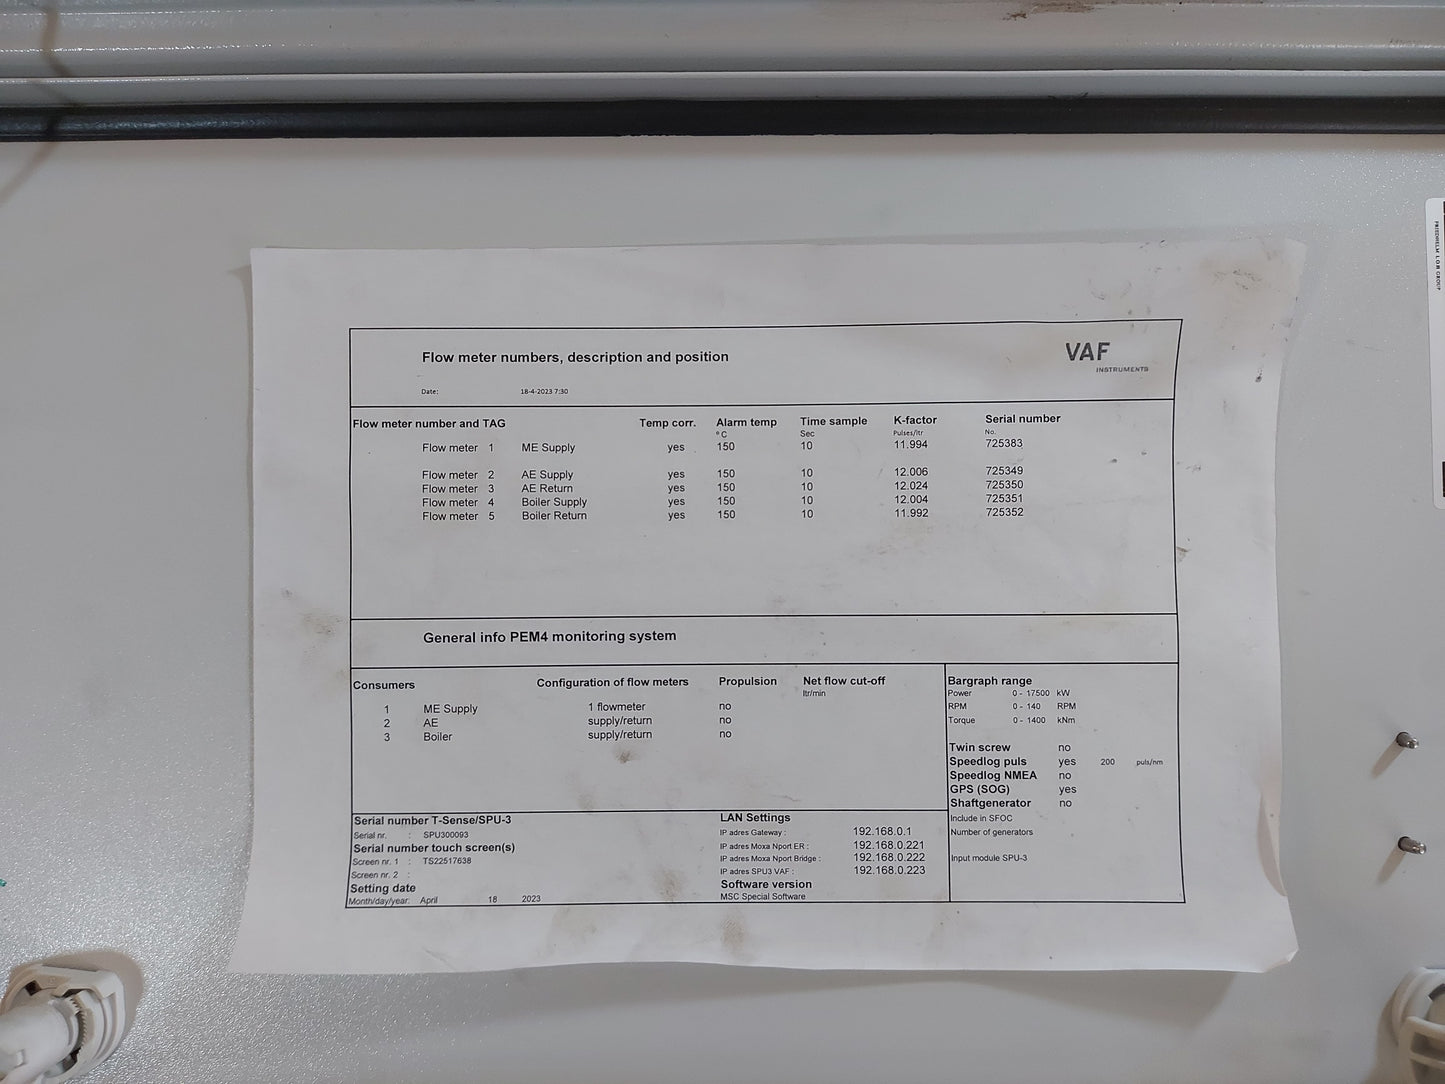 FRIEDHELM LOH GROUP
Flow meter numbers, description and position
VAF
INSTRUMENTS
Date: 18-4-2023 7:30
Flow meter number and TAG Temp corr. Alarm temp Time sample K-factor Serial number
° C Sec Pulses/ltr No.
Flow meter 1 ME Supply yes 150 10 11.994 725383
Flow meter 2 AE Supply yes 150 10 12.006 725349
Flow meter 3 AE Return yes 150 10 12.024 725350
Flow meter 4 Boiler Supply yes 150 10 12.004 725351
Flow meter 5 Boiler Return yes 150 10 11.992 725352
General info PEM4 monitoring system
Consumers Configuration of flow meters Propulsion Net flow cut-off
ltr/min
1 ME Supply 1 flowmeter no
2 AE supply/return no
3 Boiler supply/return no
Bargraph range
Power 0 - 17500 kW
RPM 0 - 140 RPM
Torque 0 - 1400 kNm
Twin screw no
Speedlog puls yes 200 puls/nm
Speedlog NMEA no
GPS (SOG) yes
Shaftgenerator no
Include in SFOC
Number of generators
Input module SPU-3
Serial number T-Sense/SPU-3
Serial nr. : SPU300093
Serial number touch screen(s)
Screen nr. 1 : TS22517638
Screen nr. 2 :
Setting date
Month/day/year: April 18 2023
LAN Settings
IP adres Gateway : 192.168.0.1
IP adres Moxa Nport ER : 192.168.0.221
IP adres Moxa Nport Bridge : 192.168.0.222
IP adres SPU3 VAF : 192.168.0.223
Software version
MSC Special Software